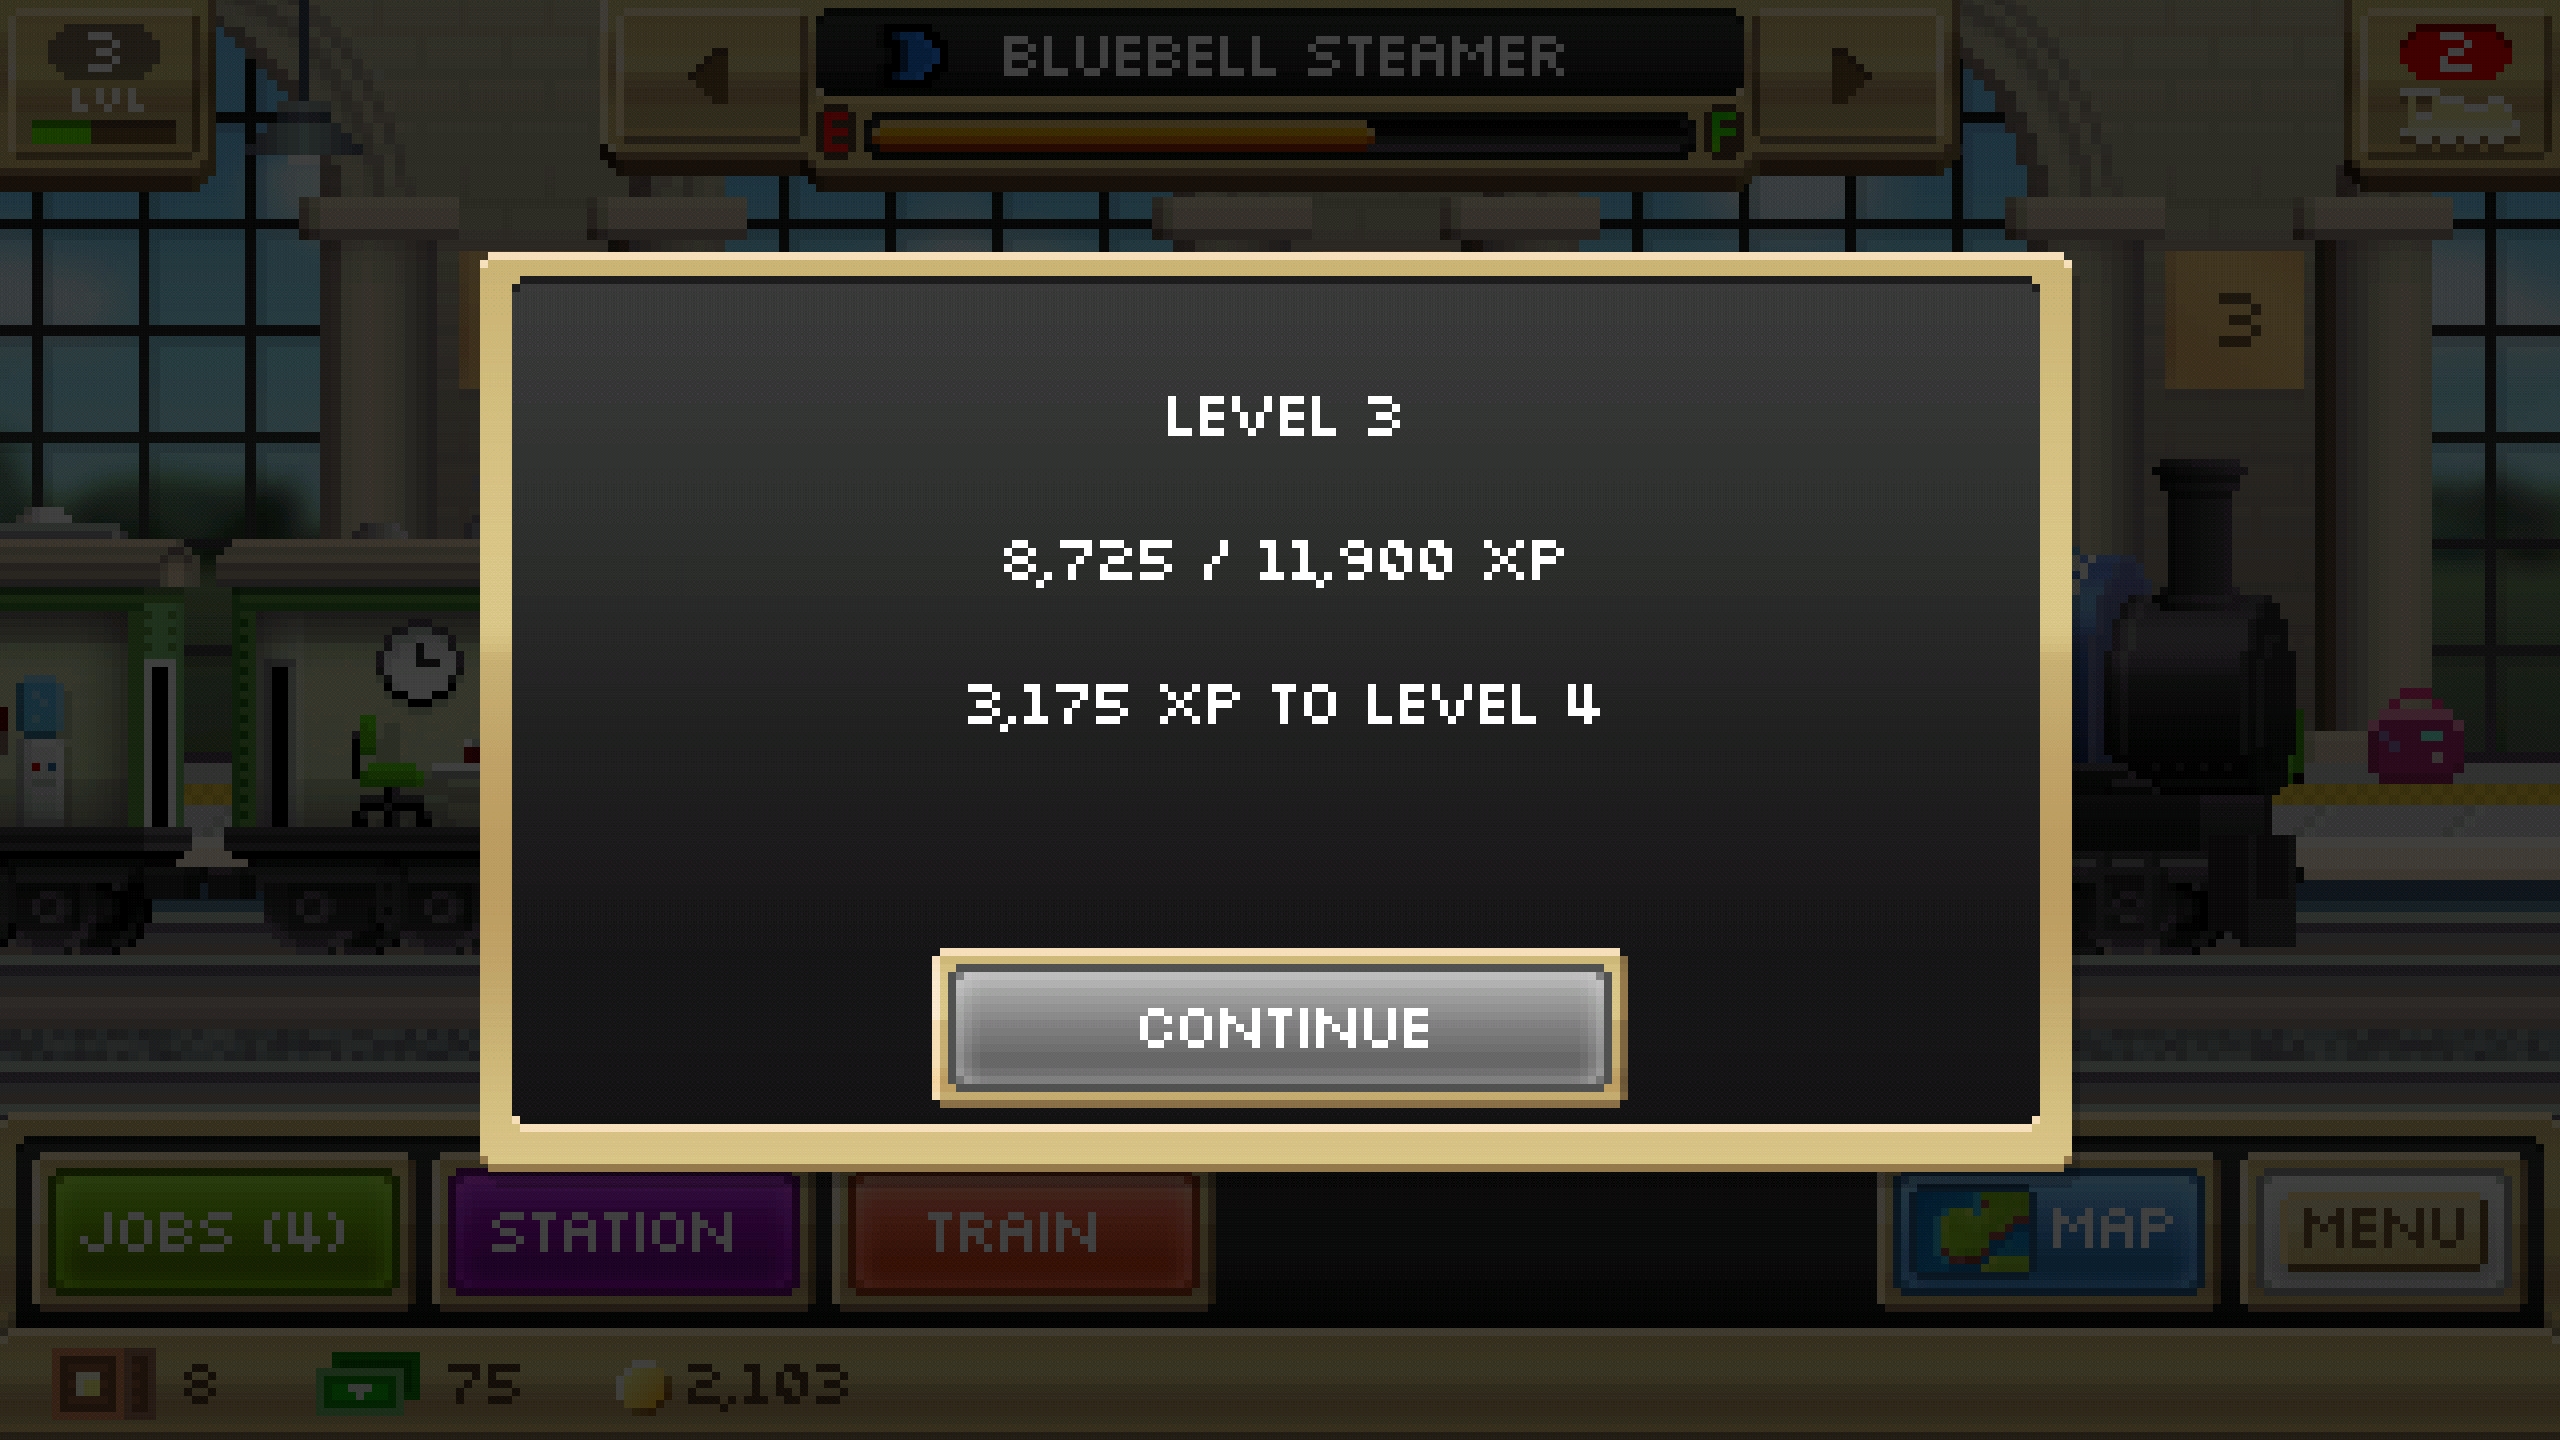 3
LVL
BLUEBELL STEAMER
E
F
2
3
LEVEL 3
8,725 / 11,900 XP
3,175 XP TO LEVEL 4
CONTINUE
JOBS (4)
STATION
TRAIN
MAP
MENU
8
75
2,103